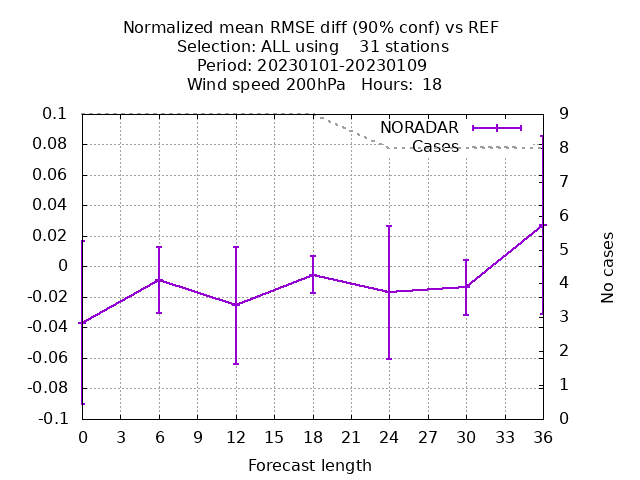 Normalized mean RMSE diff (90% conf) vs REF
Selection: ALL using    31 stations
Period: 20230101-20230109
Wind speed 200hPa   Hours:  18
0.1
0.08
0.06
0.04
0.02
0
-0.02
-0.04
-0.06
-0.08
-0.1
NORADAR
Cases
9
8
7
6
5
4
3
2
1
0
No cases
0 3 6 9 12 15 18 21 24 27 30 33 36
Forecast length